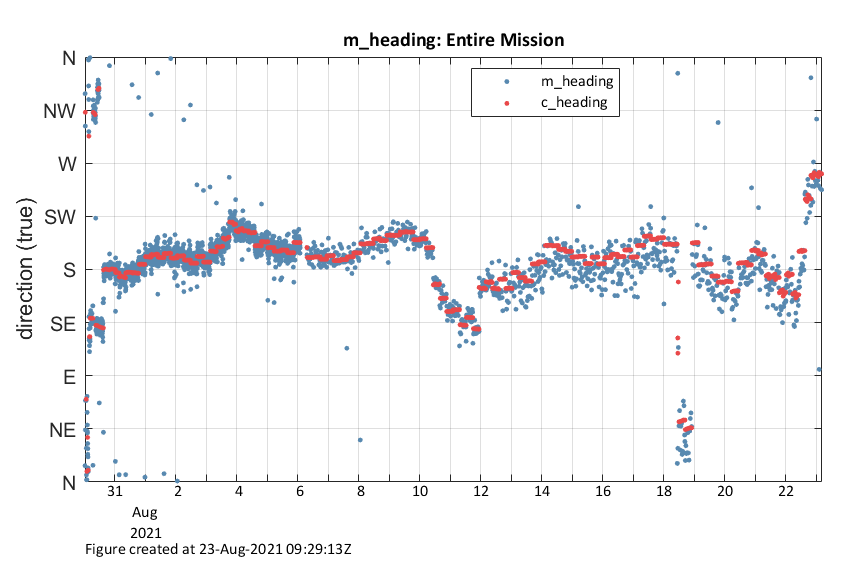 m_heading: Entire Mission
m_heading
c_heading
direction (true)
N
NW
W
SW
S
SE
E
NE
N
31 2 4 6 8 10 12 14 16 18 20 22
Aug
2021
Figure created at 23-Aug-2021 09:29:13Z